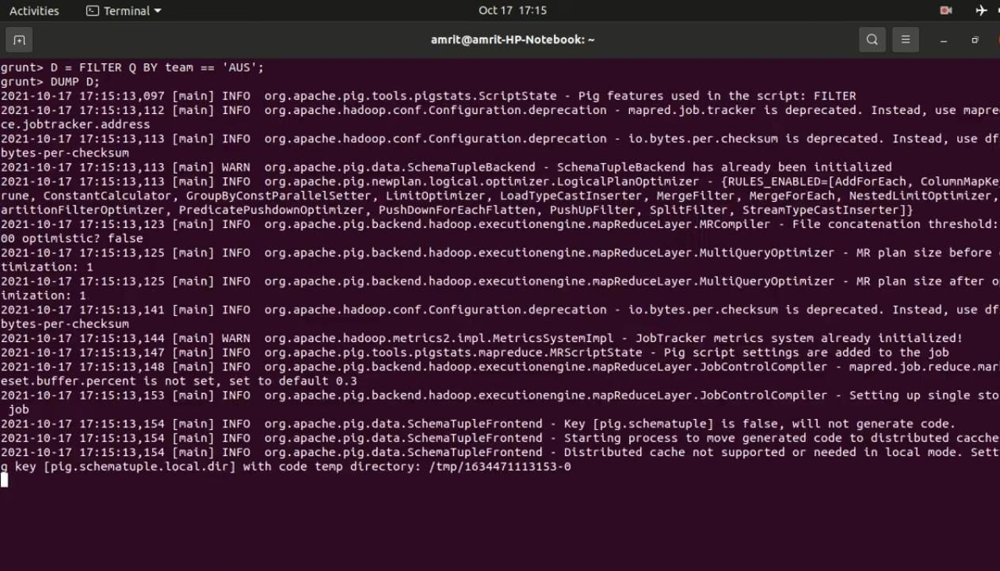 Activities Terminal Oct 17 17:15
amrit@amrit-HP-Notebook: ~
grunt> D = FILTER Q BY team == 'AUS';
grunt> DUMP D;
2021-10-17 17:15:13,097 [main] INFO  org.apache.pig.tools.pigstats.ScriptState - Pig features used in the script: FILTER
2021-10-17 17:15:13,112 [main] INFO  org.apache.hadoop.conf.Configuration.deprecation - mapred.job.tracker is deprecated. Instead, use mapre
ce.jobtracker.address
2021-10-17 17:15:13,113 [main] INFO  org.apache.hadoop.conf.Configuration.deprecation - io.bytes.per.checksum is deprecated. Instead, use df
bytes-per-checksum
2021-10-17 17:15:13,113 [main] WARN  org.apache.pig.data.SchemaTupleBackend - SchemaTupleBackend has already been initialized
2021-10-17 17:15:13,113 [main] INFO  org.apache.pig.newplan.logical.optimizer.LogicalPlanOptimizer - {RULES_ENABLED=[AddForEach, ColumnMapKe
rune, ConstantCalculator, GroupByConstParallelSetter, LimitOptimizer, LoadTypeCastInserter, MergeFilter, MergeForEach, NestedLimitOptimizer,
artitionFilterOptimizer, PredicatePushdownOptimizer, PushDownForEachFlatten, PushUpFilter, SplitFilter, StreamTypeCastInserter]}
2021-10-17 17:15:13,123 [main] INFO  org.apache.pig.backend.hadoop.executionengine.mapReduceLayer.MRCompiler - File concatenation threshold:
00 optimistic? false
2021-10-17 17:15:13,125 [main] INFO  org.apache.pig.backend.hadoop.executionengine.mapReduceLayer.MultiQueryOptimizer - MR plan size before
timization: 1
2021-10-17 17:15:13,125 [main] INFO  org.apache.pig.backend.hadoop.executionengine.mapReduceLayer.MultiQueryOptimizer - MR plan size after o
imization: 1
2021-10-17 17:15:13,141 [main] INFO  org.apache.hadoop.conf.Configuration.deprecation - io.bytes.per.checksum is deprecated. Instead, use df
bytes-per-checksum
2021-10-17 17:15:13,144 [main] WARN  org.apache.hadoop.metrics2.impl.MetricsSystemImpl - JobTracker metrics system already initialized!
2021-10-17 17:15:13,147 [main] INFO  org.apache.pig.tools.pigstats.mapreduce.MRScriptState - Pig script settings are added to the job
2021-10-17 17:15:13,148 [main] INFO  org.apache.pig.backend.hadoop.executionengine.mapReduceLayer.JobControlCompiler - mapred.job.reduce.mar
eset.buffer.percent is not set, set to default 0.3
2021-10-17 17:15:13,153 [main] INFO  org.apache.pig.backend.hadoop.executionengine.mapReduceLayer.JobControlCompiler - Setting up single sto
job
2021-10-17 17:15:13,154 [main] INFO  org.apache.pig.data.SchemaTupleFrontend - Key [pig.schematuple] is false, will not generate code.
2021-10-17 17:15:13,154 [main] INFO  org.apache.pig.data.SchemaTupleFrontend - Starting process to move generated code to distributed cacche
2021-10-17 17:15:13,154 [main] INFO  org.apache.pig.data.SchemaTupleFrontend - Distributed cache not supported or needed in local mode. Sett
g key [pig.schematuple.local.dir] with code temp directory: /tmp/1634471113153-0